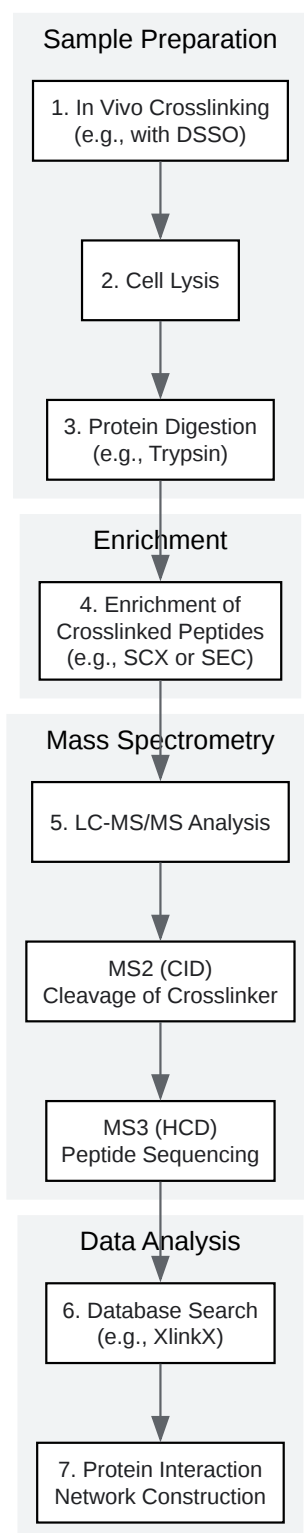 Sample Preparation
1. In Vivo Crosslinking
(e.g., with DSSO)
2. Cell Lysis
3. Protein Digestion
(e.g., Trypsin)
Enrichment
4. Enrichment of
Crosslinked Peptides
(e.g., SCX or SEC)
Mass Spectrometry
5. LC-MS/MS Analysis
MS2 (CID)
Cleavage of Crosslinker
MS3 (HCD)
Peptide Sequencing
Data Analysis
6. Database Search
(e.g., XlinkX)
7. Protein Interaction
Network Construction